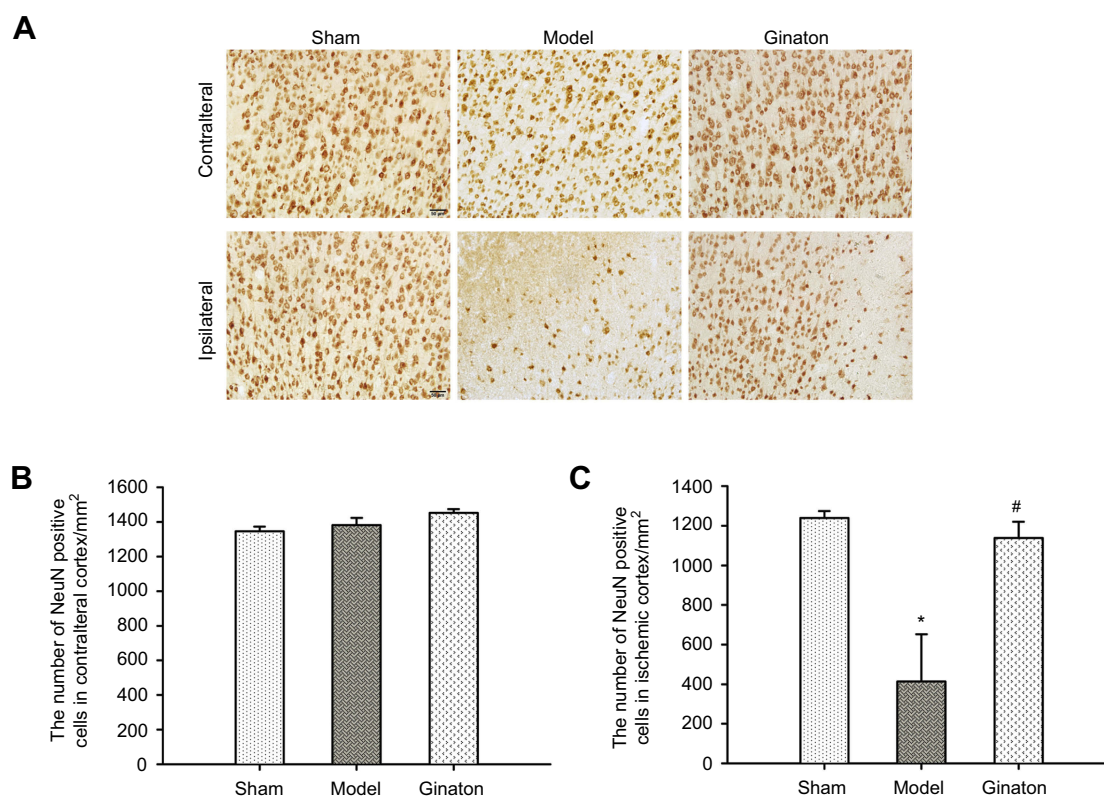 A
Sham
Model
Ginaton
Contralteral
Ipsilateral
B
The number of NeuN positive
cells in contralteral cortex/mm²
1600
1400
1200
1000
800
600
400
200
0
Sham
Model
Ginaton
C
The number of NeuN positive
cells in ischemic cortex/mm²
1400
1200
1000
800
600
400
200
0
*
#
Sham
Model
Ginaton